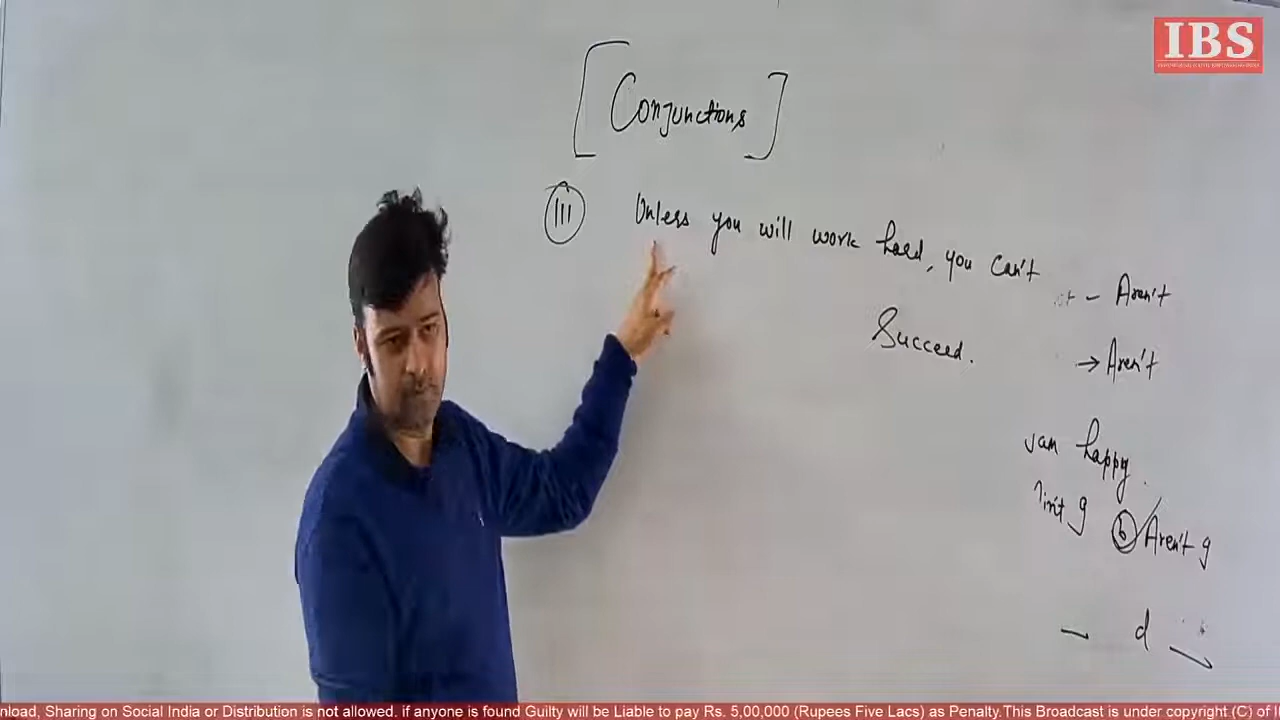 IBS
[Conjunctions]
III Unless you will work hard, you can't
Succeed.
- Aren't
→ Aren't
happy.
b Aren't g
d
nload, Sharing on Social India or Distribution is not allowed. if anyone is found Guilty will be Liable to pay Rs. 5,00,000 (Rupees Five Lacs) as Penalty.This Broadcast is under copyright.(C) of I